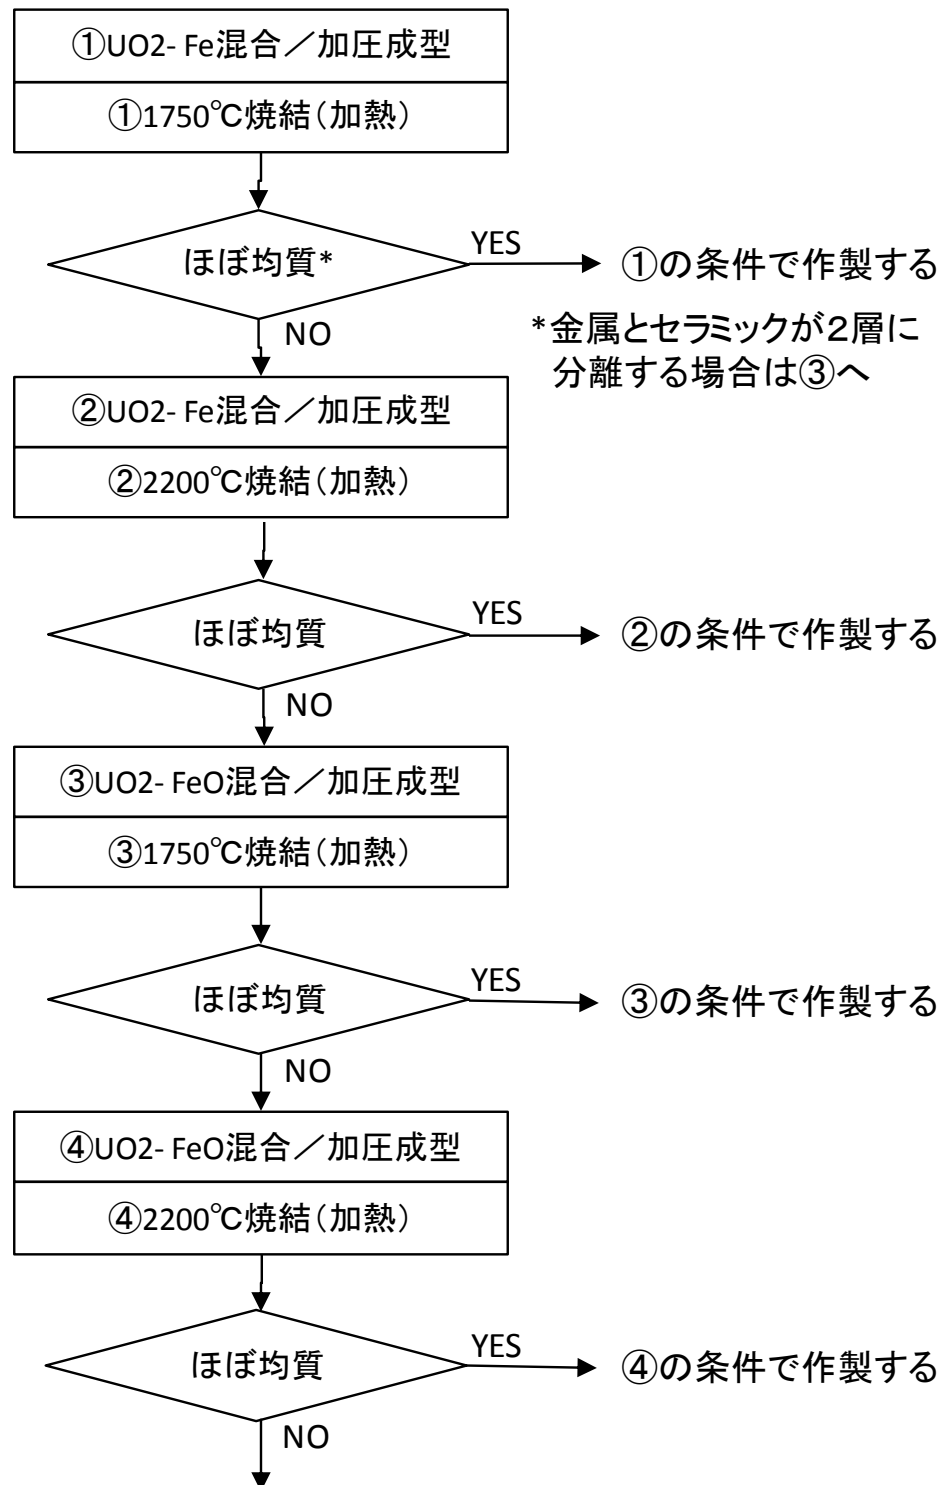 ①UO2- Fe混合／加圧成型
①1750℃焼結（加熱）
ほぼ均質*
YES
①の条件で作製する
*金属とセラミックが２層に
分離する場合は③へ
NO
②UO2- Fe混合／加圧成型
②2200℃焼結（加熱）
ほぼ均質
YES
②の条件で作製する
NO
③UO2- FeO混合／加圧成型
③1750℃焼結（加熱）
ほぼ均質
YES
③の条件で作製する
NO
④UO2- FeO混合／加圧成型
④2200℃焼結（加熱）
ほぼ均質
YES
④の条件で作製する
NO